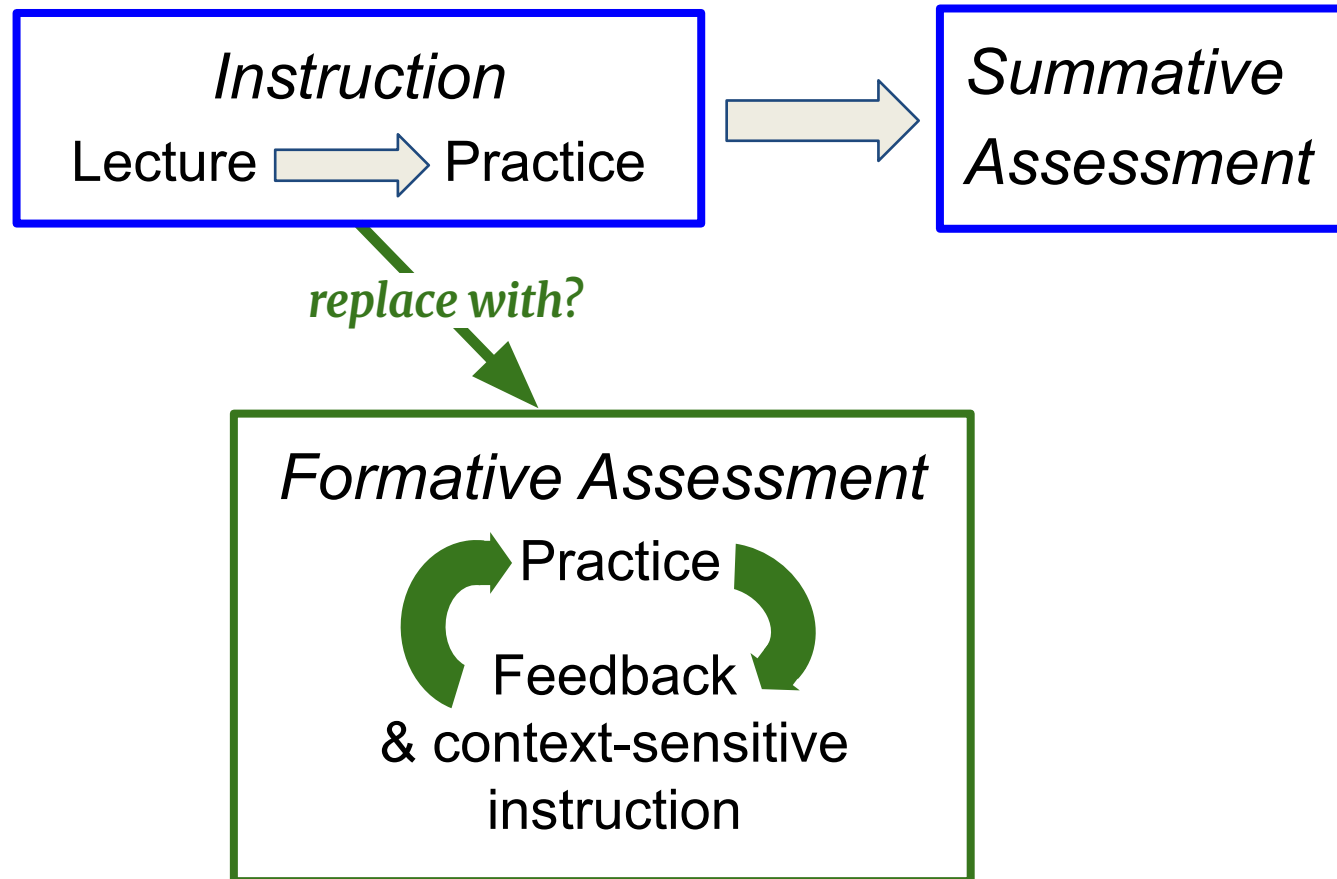 Instruction
Lecture Practice
Summative
Assessment
replace with?
Formative Assessment
Practice
Feedback
& context-sensitive
instruction